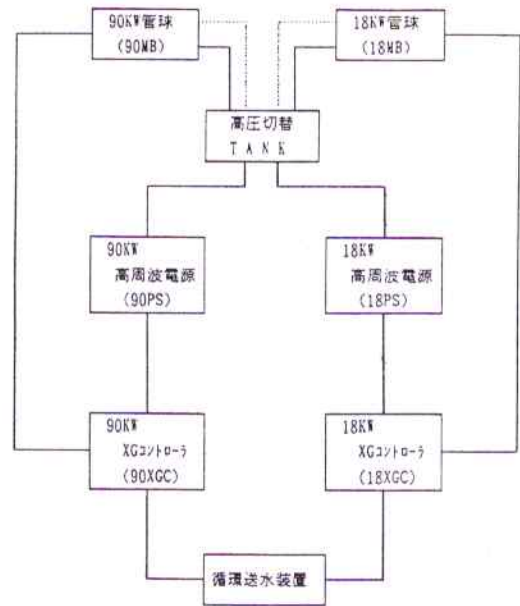 90KW管球
(90MB)
18KW管球
(18MB)
高圧切替
TANK
90KW
高周波電源
(90PS)
18KW
高周波電源
(18PS)
90KW
XGコントローラ
(90XGC)
18KW
XGコントローラ
(18XGC)
循環送水装置